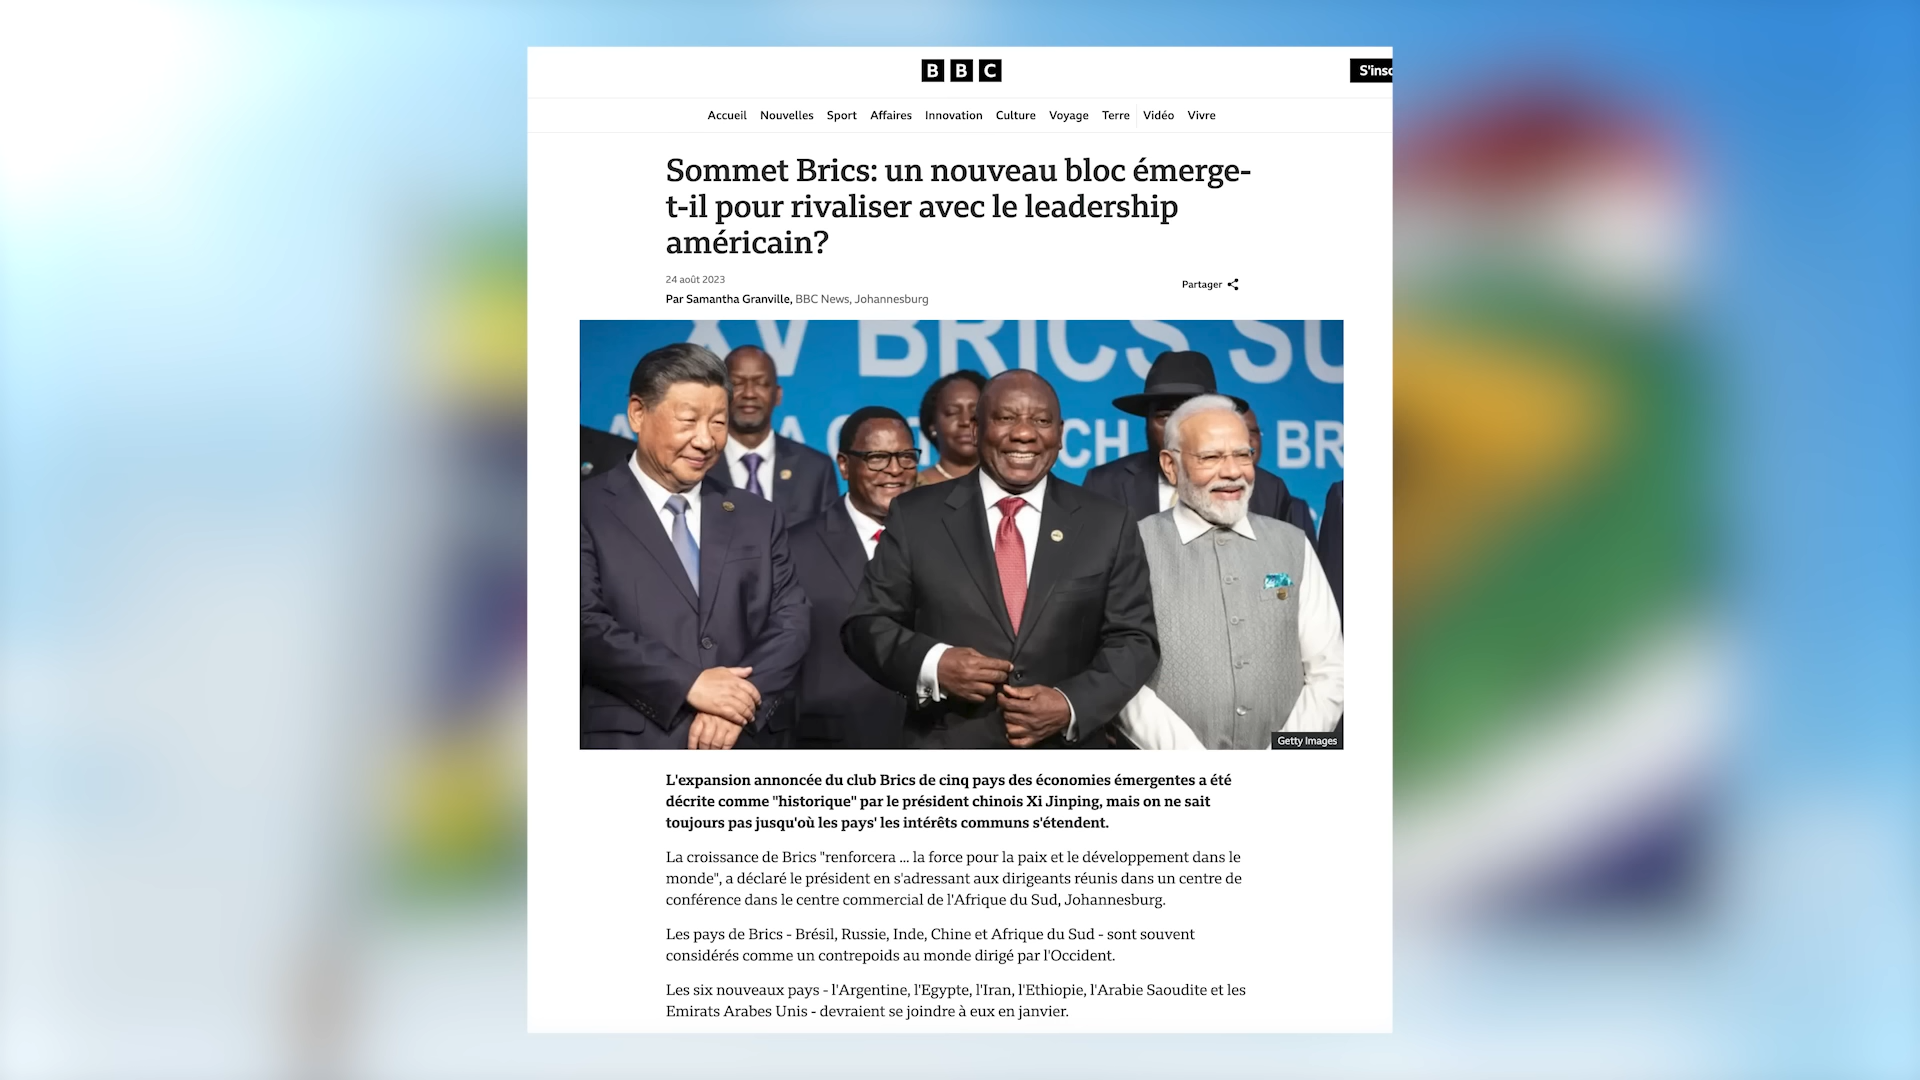 BBC
S'insc
Accueil Nouvelles Sport Affaires Innovation Culture Voyage Terre Vidéo Vivre
Sommet Brics: un nouveau bloc émerge-
t-il pour rivaliser avec le leadership
américain?
24 août 2023
Par Samantha Granville, BBC News, Johannesburg
Partager
XV BRICS SU
BR
Getty Images
L'expansion annoncée du club Brics de cinq pays des économies émergentes a été
décrite comme "historique" par le président chinois Xi Jinping, mais on ne sait
toujours pas jusqu'où les pays' les intérêts communs s'étendent.
La croissance de Brics "renforcera ... la force pour la paix et le développement dans le
monde", a déclaré le président en s'adressant aux dirigeants réunis dans un centre de
conférence dans le centre commercial de l'Afrique du Sud, Johannesburg.
Les pays de Brics - Brésil, Russie, Inde, Chine et Afrique du Sud - sont souvent
considérés comme un contrepoids au monde dirigé par l'Occident.
Les six nouveaux pays - l'Argentine, l'Egypte, l'Iran, l'Ethiopie, l'Arabie Saoudite et les
Emirats Arabes Unis - devraient se joindre à eux en janvier.